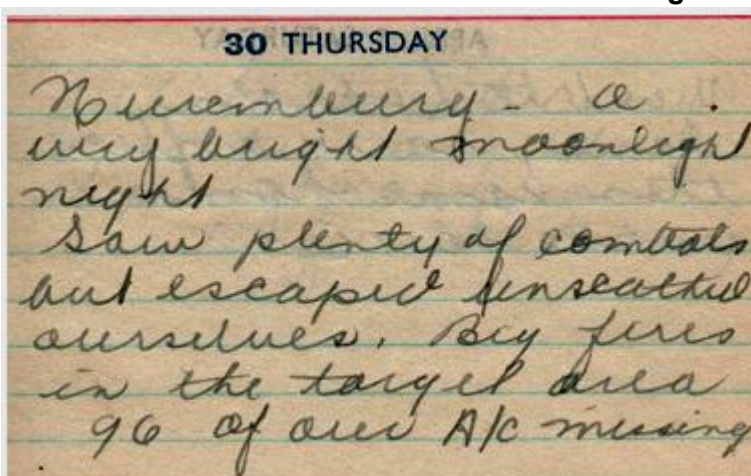 30 THURSDAY
Nuremburg - a
very bright moonligh
night
Saw plenty of combats
but escaped unscathed
ourselves. Big fires
in the target area
96 of our A/c missing